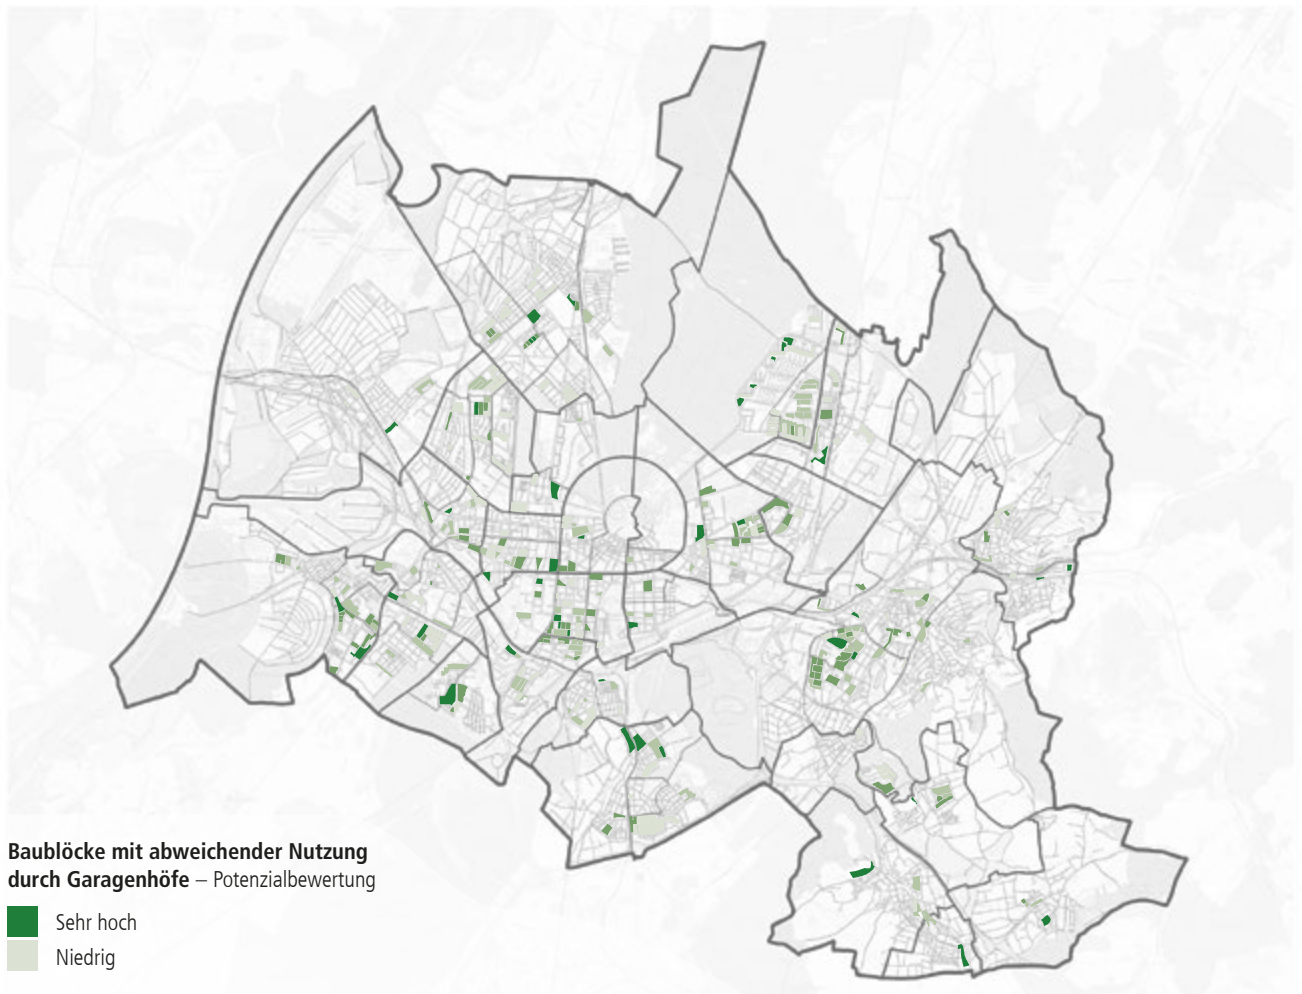 Baublöcke mit abweichender Nutzung
durch Garagenhöfe – Potenzialbewertung
Sehr hoch
Niedrig